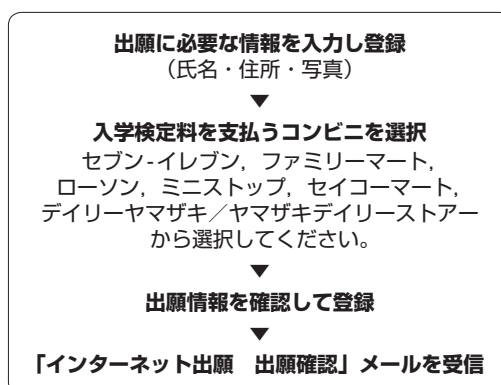 出願に必要な情報を入力し登録
（氏名・住所・写真）
▼
入学検定料を支払うコンビニを選択
セブン-イレブン，ファミリーマート，
ローソン，ミニストップ，セイコーマート，
デイリーヤマザキ／ヤマザキデイリーストアー
から選択してください。
▼
出願情報を確認して登録
▼
「インターネット出願　出願確認」メールを受信